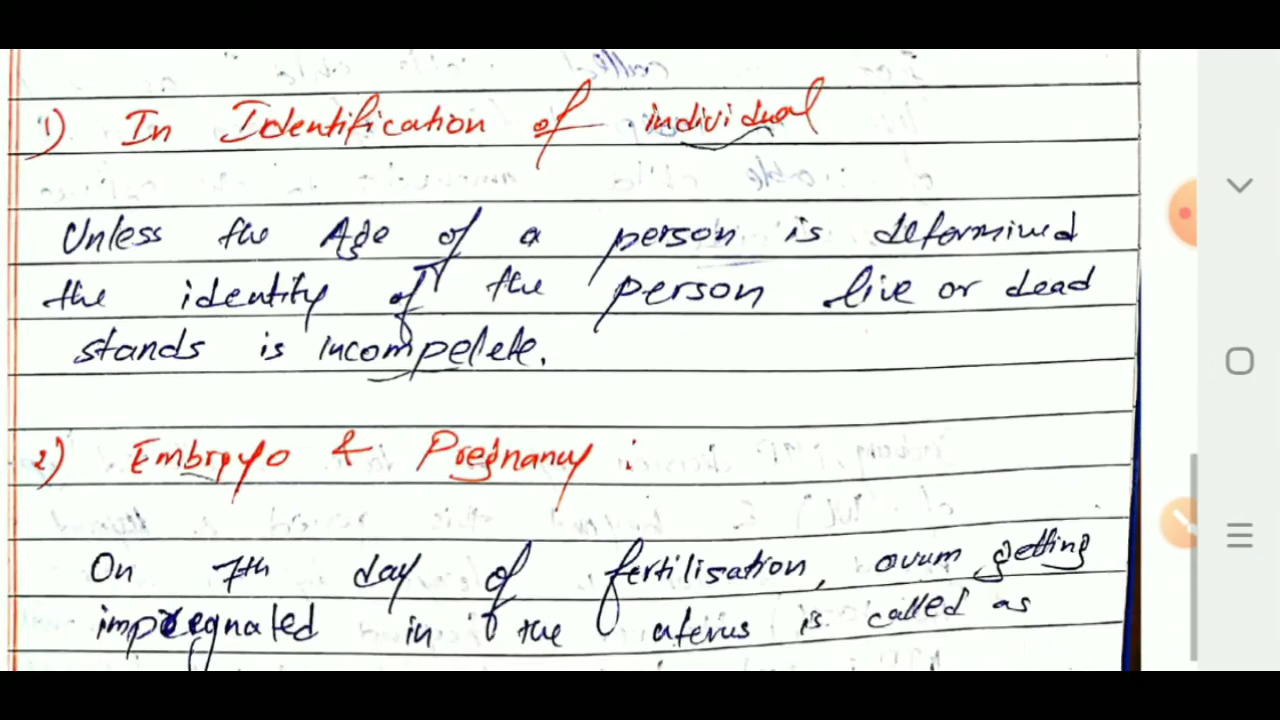 1) In Identification of individual
Unless the Age of a person is determined
the identity of the person live or dead
stands is incompelete.
2) Embryo & Pregnancy :
On 7th day of fertilisation, ovum getting
impregnated in the uterus is called as